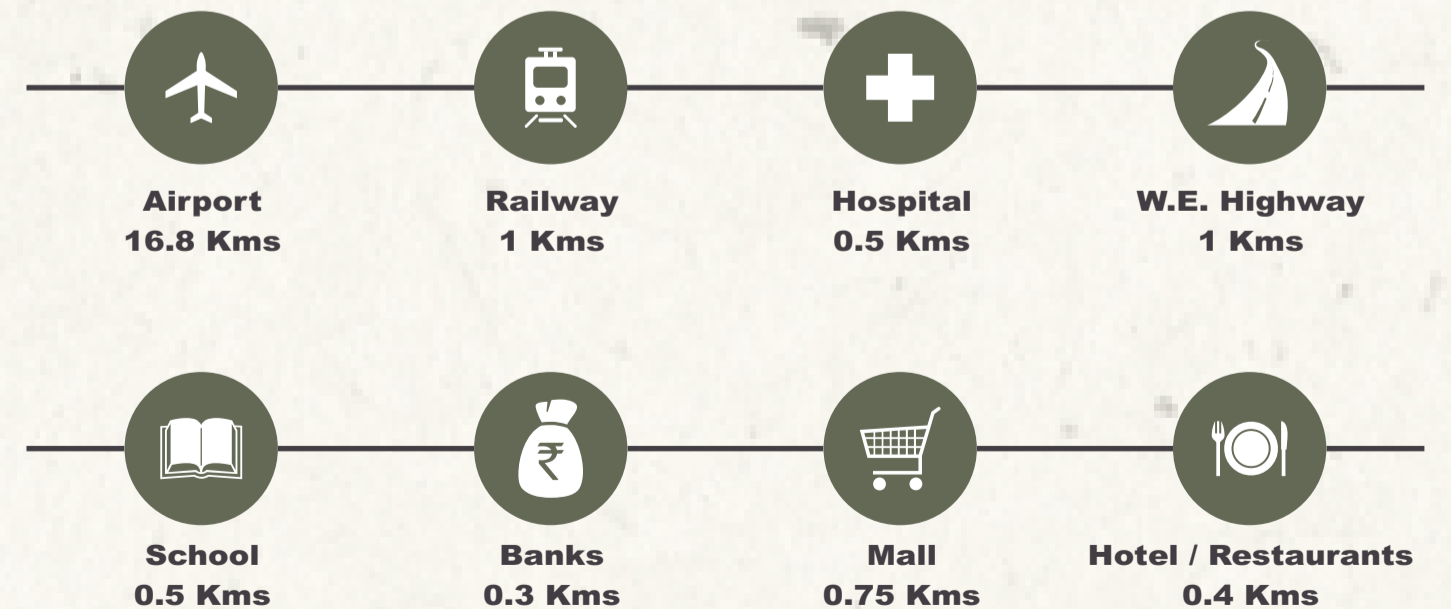 Airport
16.8 Kms
Railway
1 Kms
Hospital
0.5 Kms
W.E. Highway
1 Kms
School
0.5 Kms
₹
Banks
0.3 Kms
Mall
0.75 Kms
Hotel / Restaurants
0.4 Kms